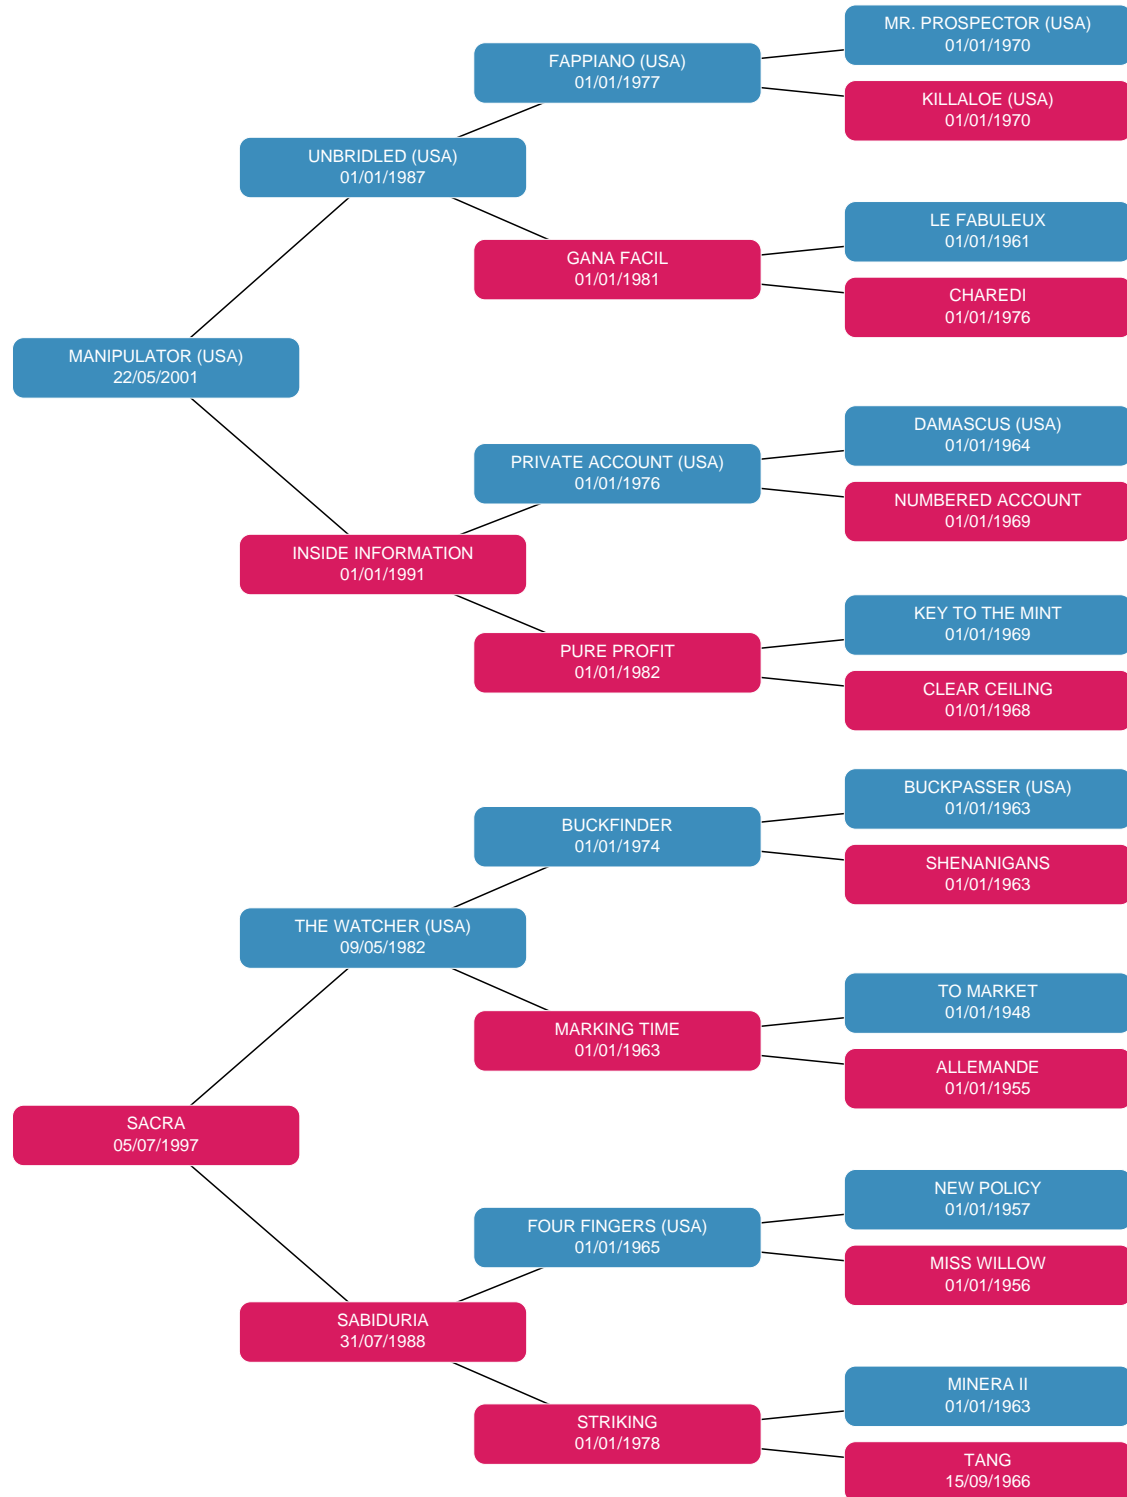 MR. PROSPECTOR (USA)
01/01/1970
FAPPIANO (USA)
01/01/1977
KILLALOE (USA)
01/01/1970
UNBRIDLED (USA)
01/01/1987
LE FABULEUX
01/01/1961
GANA FACIL
01/01/1981
CHAREDI
01/01/1976
MANIPULATOR (USA)
22/05/2001
DAMASCUS (USA)
01/01/1964
PRIVATE ACCOUNT (USA)
01/01/1976
NUMBERED ACCOUNT
01/01/1969
INSIDE INFORMATION
01/01/1991
KEY TO THE MINT
01/01/1969
PURE PROFIT
01/01/1982
CLEAR CEILING
01/01/1968
BUCKPASSER (USA)
01/01/1963
BUCKFINDER
01/01/1974
SHENANIGANS
01/01/1963
THE WATCHER (USA)
09/05/1982
TO MARKET
01/01/1948
MARKING TIME
01/01/1963
ALLEMANDE
01/01/1955
SACRA
05/07/1997
NEW POLICY
01/01/1957
FOUR FINGERS (USA)
01/01/1965
MISS WILLOW
01/01/1956
SABIDURIA
31/07/1988
MINERA II
01/01/1963
STRIKING
01/01/1978
TANG
15/09/1966